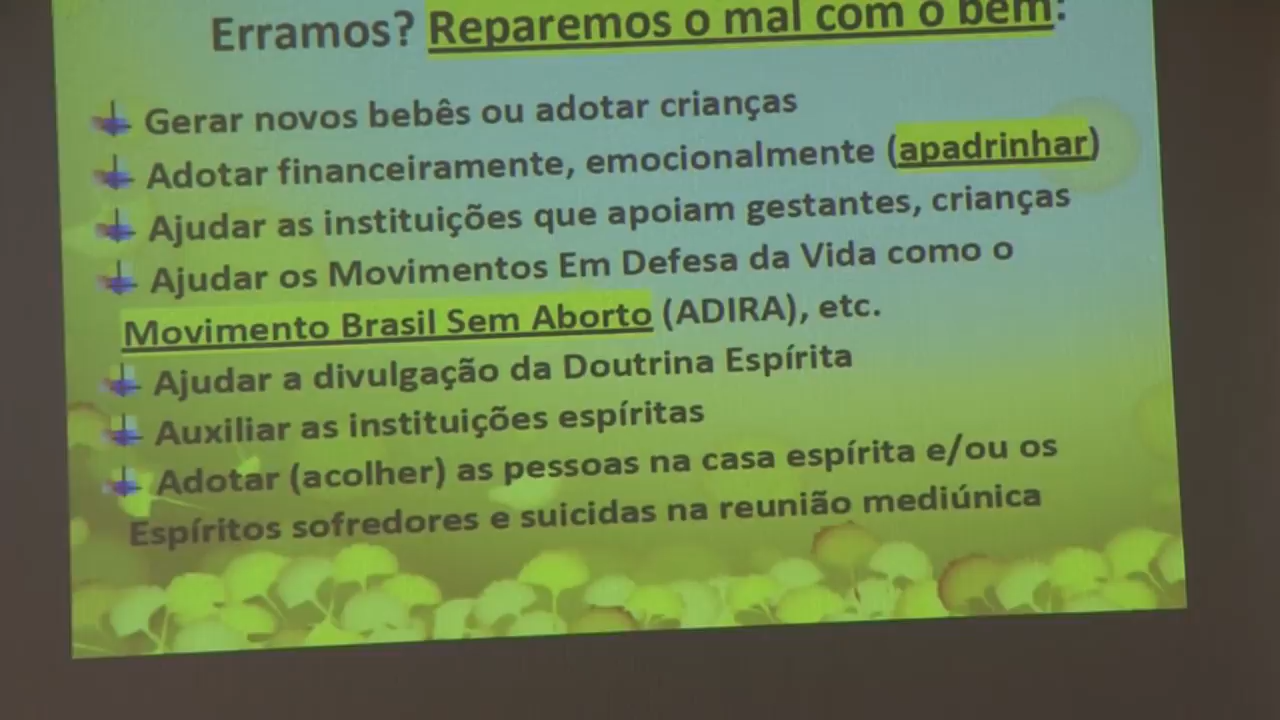 Erramos? Reparemos o mal com o bem:
Gerar novos bebês ou adotar crianças
Adotar financeiramente, emocionalmente (apadrinhar)
Ajudar as instituições que apoiam gestantes, crianças
Ajudar os Movimentos Em Defesa da Vida como o
Movimento Brasil Sem Aborto (ADIRA), etc.
Ajudar a divulgação da Doutrina Espírita
Auxiliar as instituições espíritas
Adotar (acolher) as pessoas na casa espírita e/ou os
Espíritos sofredores e suicidas na reunião mediúnica